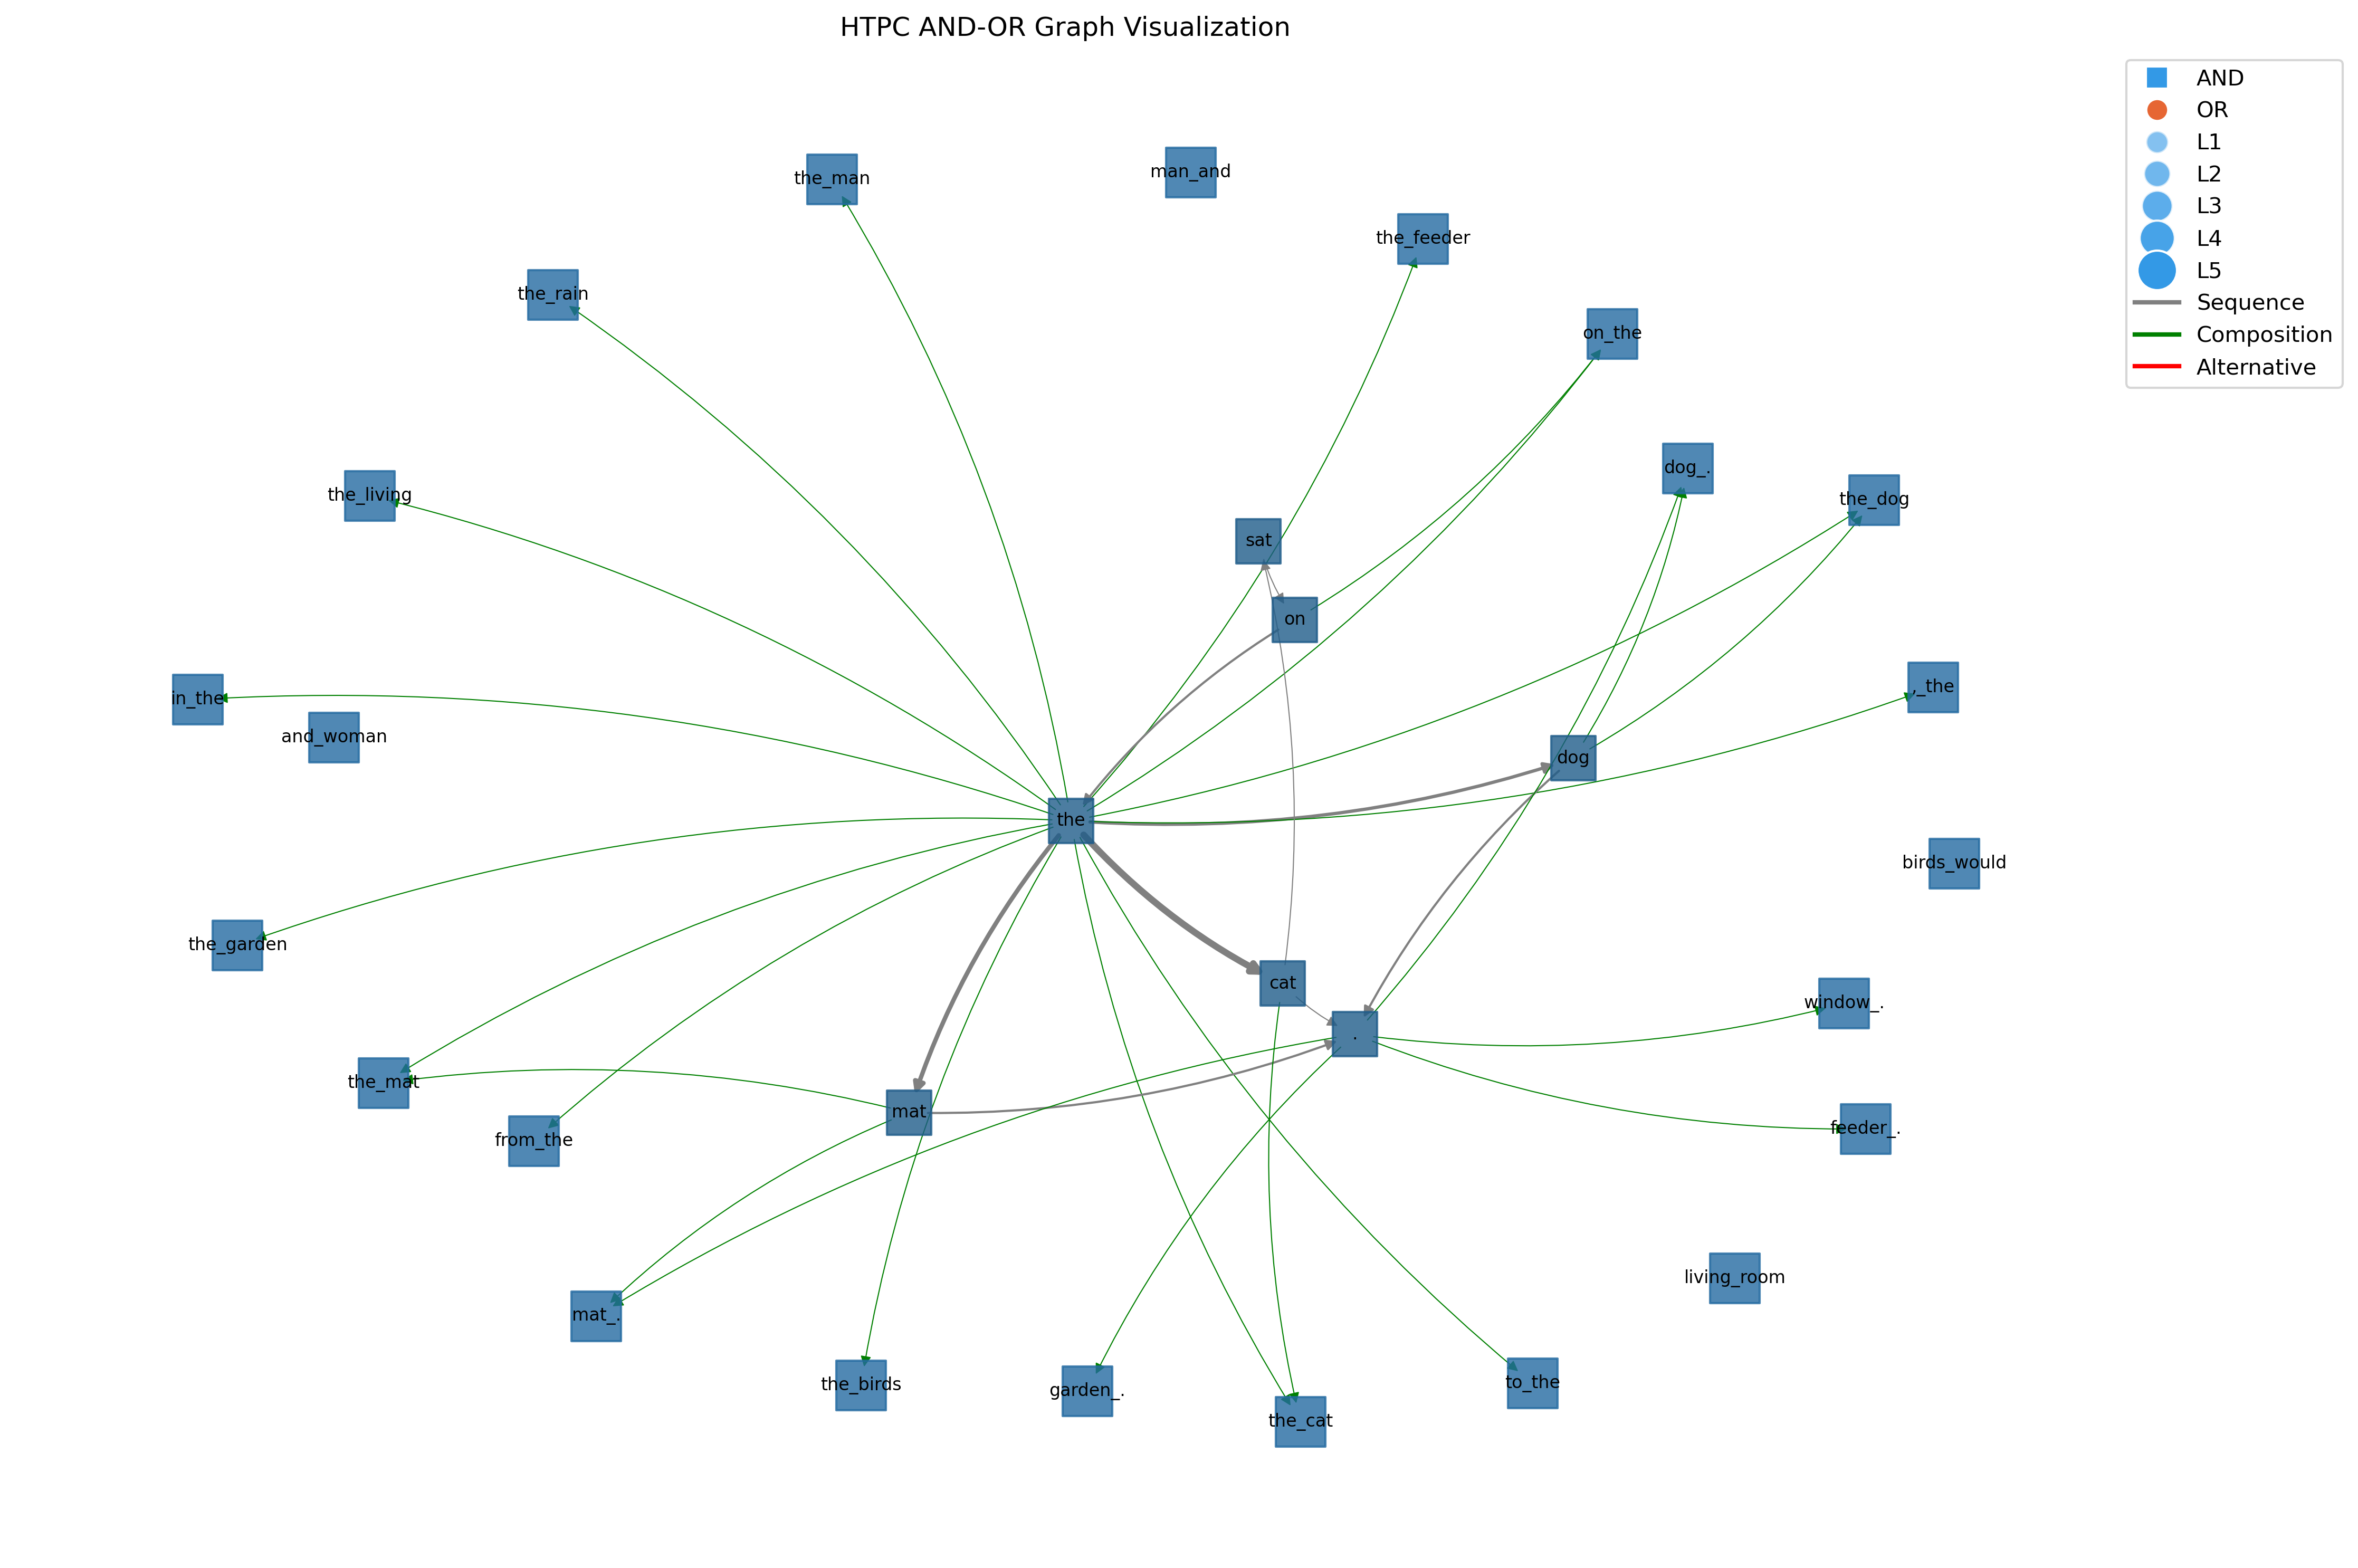 HTPC AND-OR Graph Visualization
AND
OR
L1
L2
L3
L4
L5
Sequence
Composition
Alternative
man_and
the_man
the_feeder
the_rain
on_the
dog_.
the_living
the_dog
sat
on
,_the
in_the
and_woman
dog
the
birds_would
the_garden
cat
window_.
.
the_mat
mat
feeder_.
from_the
living_room
mat_.
to_the
the_birds
garden_.
the_cat